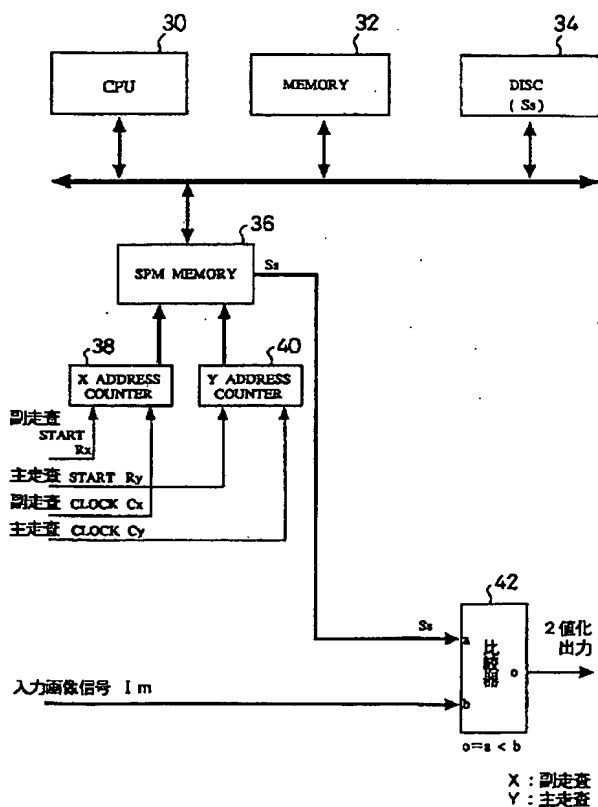 30
32
34
CPU
MEMORY
DISC
(Ss)
36
SPM MEMORY
Ss
38
40
X ADDRESS
COUNTER
Y ADDRESS
COUNTER
副走査
START
Rx
主走査 START Ry
副走査 CLOCK Cx
主走査 CLOCK Cy
42
Ss
a
比較部
o
2値化
出力
入力画像信号 Im
b
o=a<b
X:副走査
Y:主走査